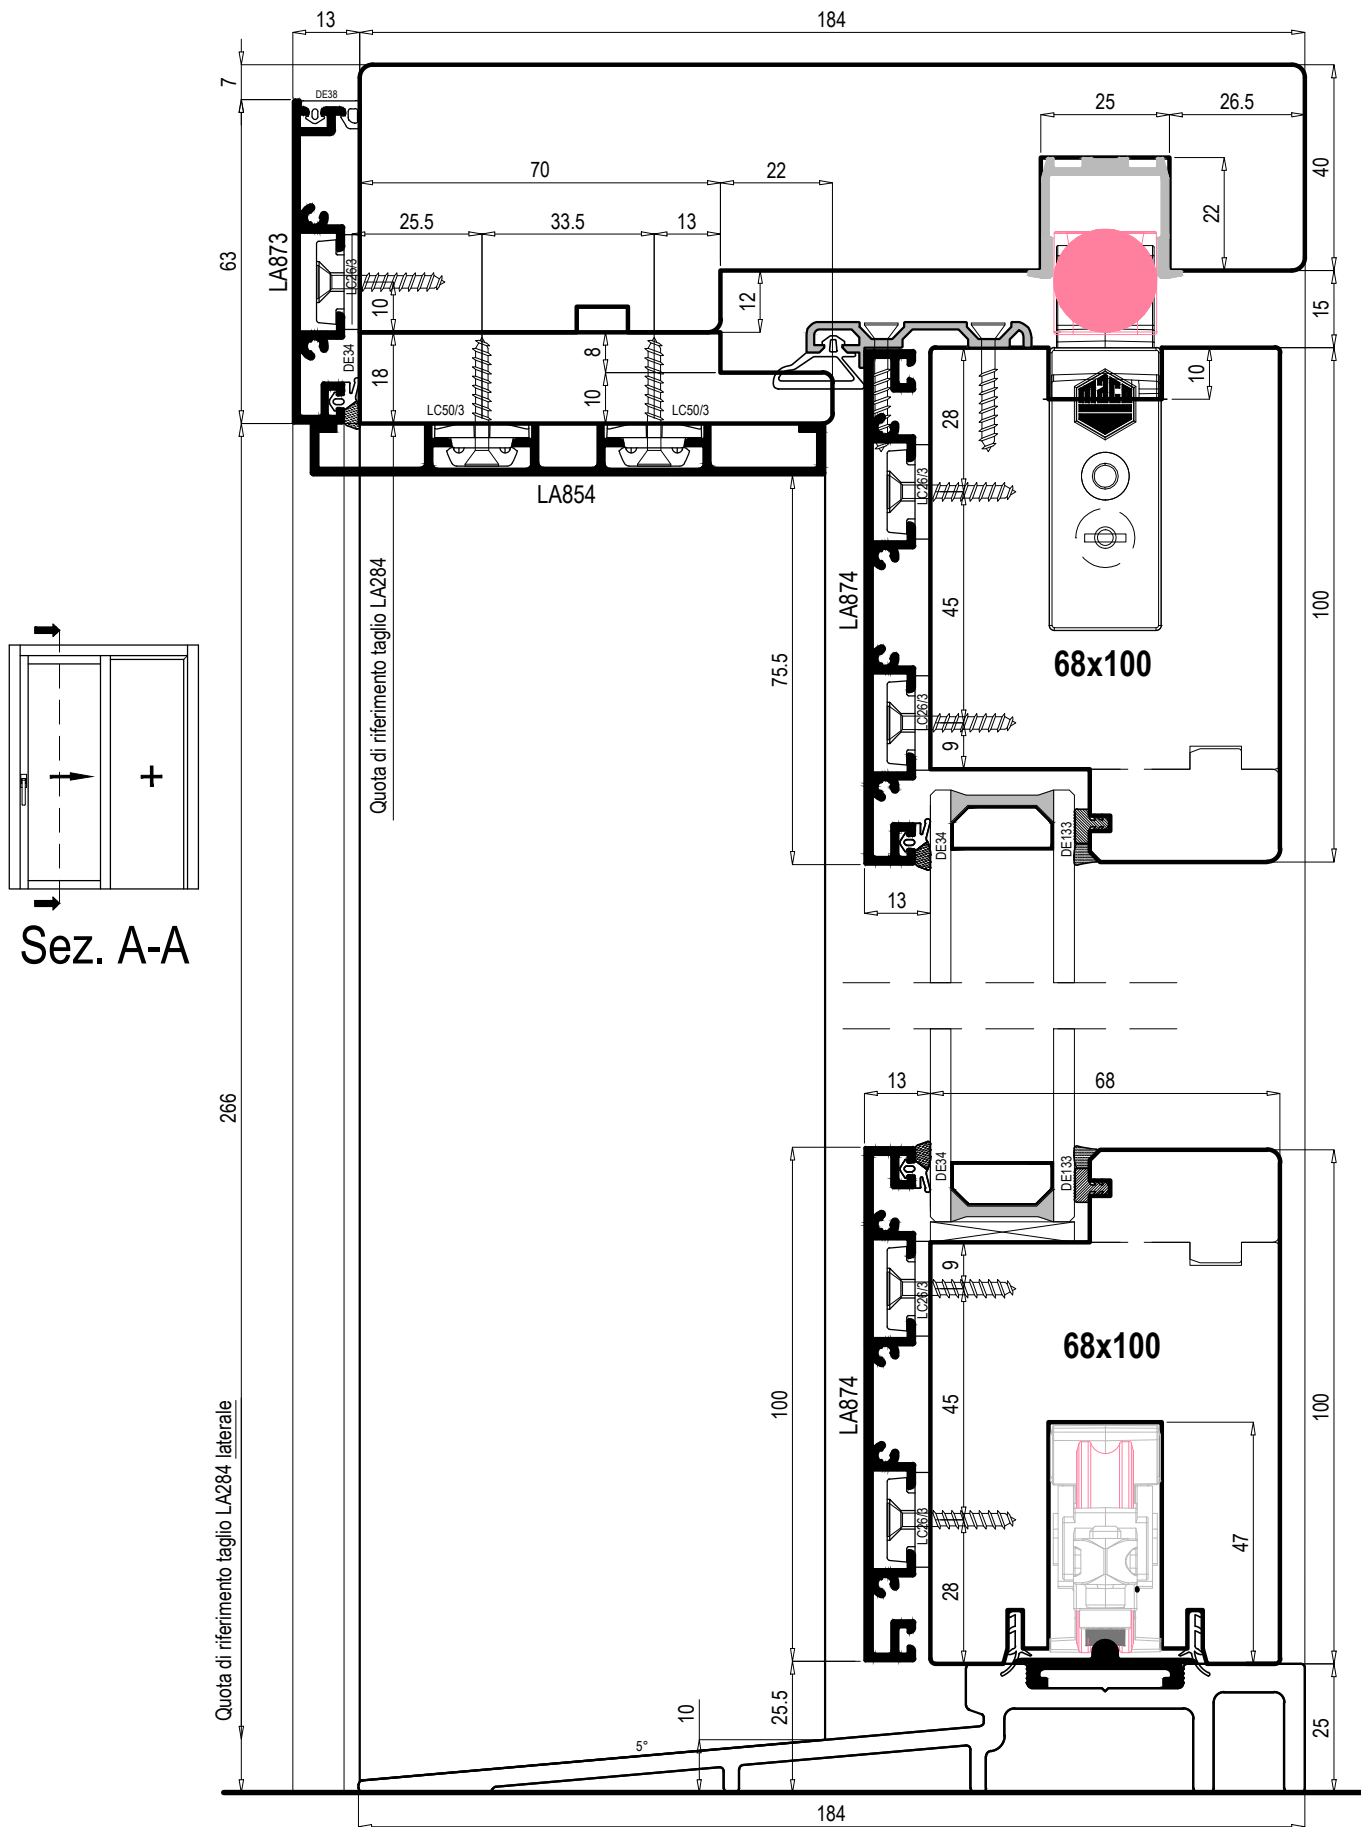 13
184
7
DE38
25
26.5
40
70
22
22
25.5
33.5
13
63
LA873
LC26/3
10
12
15
DE34
18
8
10
10
28
LC50/3
LC50/3
maco
LA854
LC26/3
Quota di riferimento taglio LA284
75.5
LA874
45
100
68x100
LC26/3
9
DE34
DE133
13
Sez. A-A
266
13
68
DE34
DE133
9
LC26/3
68x100
100
LA874
45
100
Quota di riferimento taglio LA284 laterale
LC26/3
47
28
10
25.5
25
5°
184